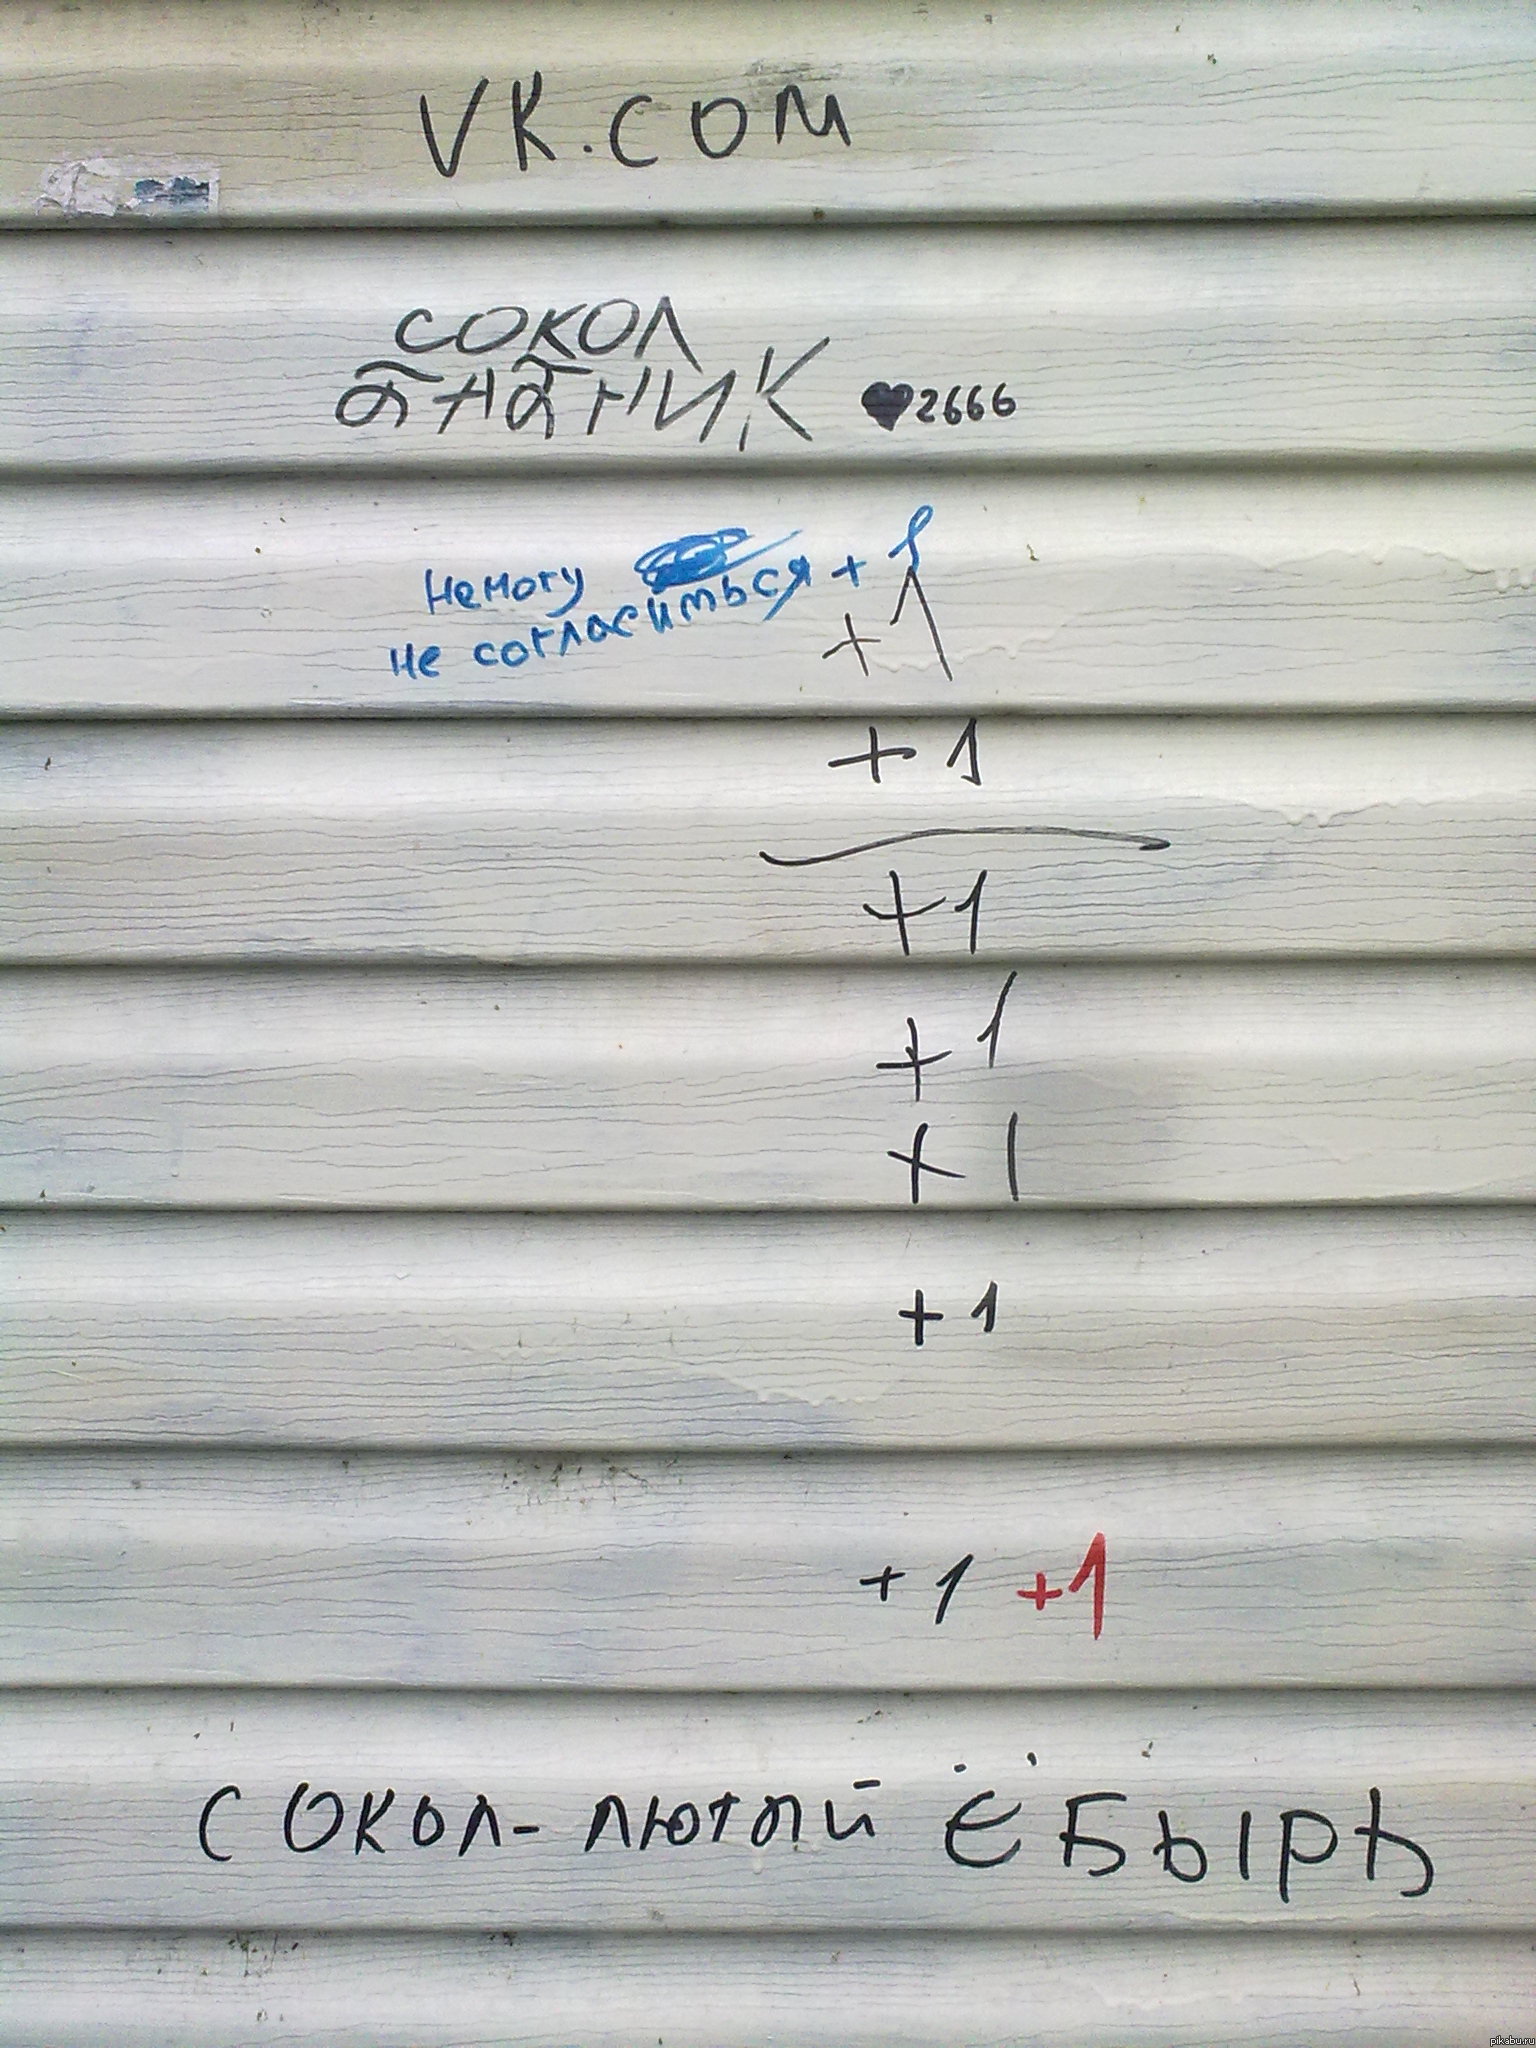 VK.COM
СОКОЛ
ПАПНИК ♥2666
Немогу + 1
не согласиться
+1
+1
+1
+1
+1
+1
+1 +1
СОКОЛ-ЛЮТЫЙ ЁБЫРЬ
pikabu.ru